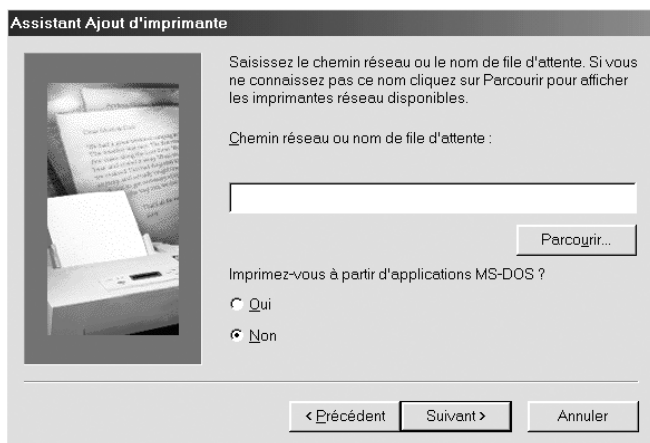 Assistant Ajout d'imprimante
Saisissez le chemin réseau ou le nom de file d'attente. Si vous
ne connaissez pas ce nom cliquez sur Parcourir pour afficher
les imprimantes réseau disponibles.
Chemin réseau ou nom de file d'attente :
Parcourir...
Imprimez-vous à partir d'applications MS-DOS ?
Oui
Non
< Précédent
Suivant >
Annuler